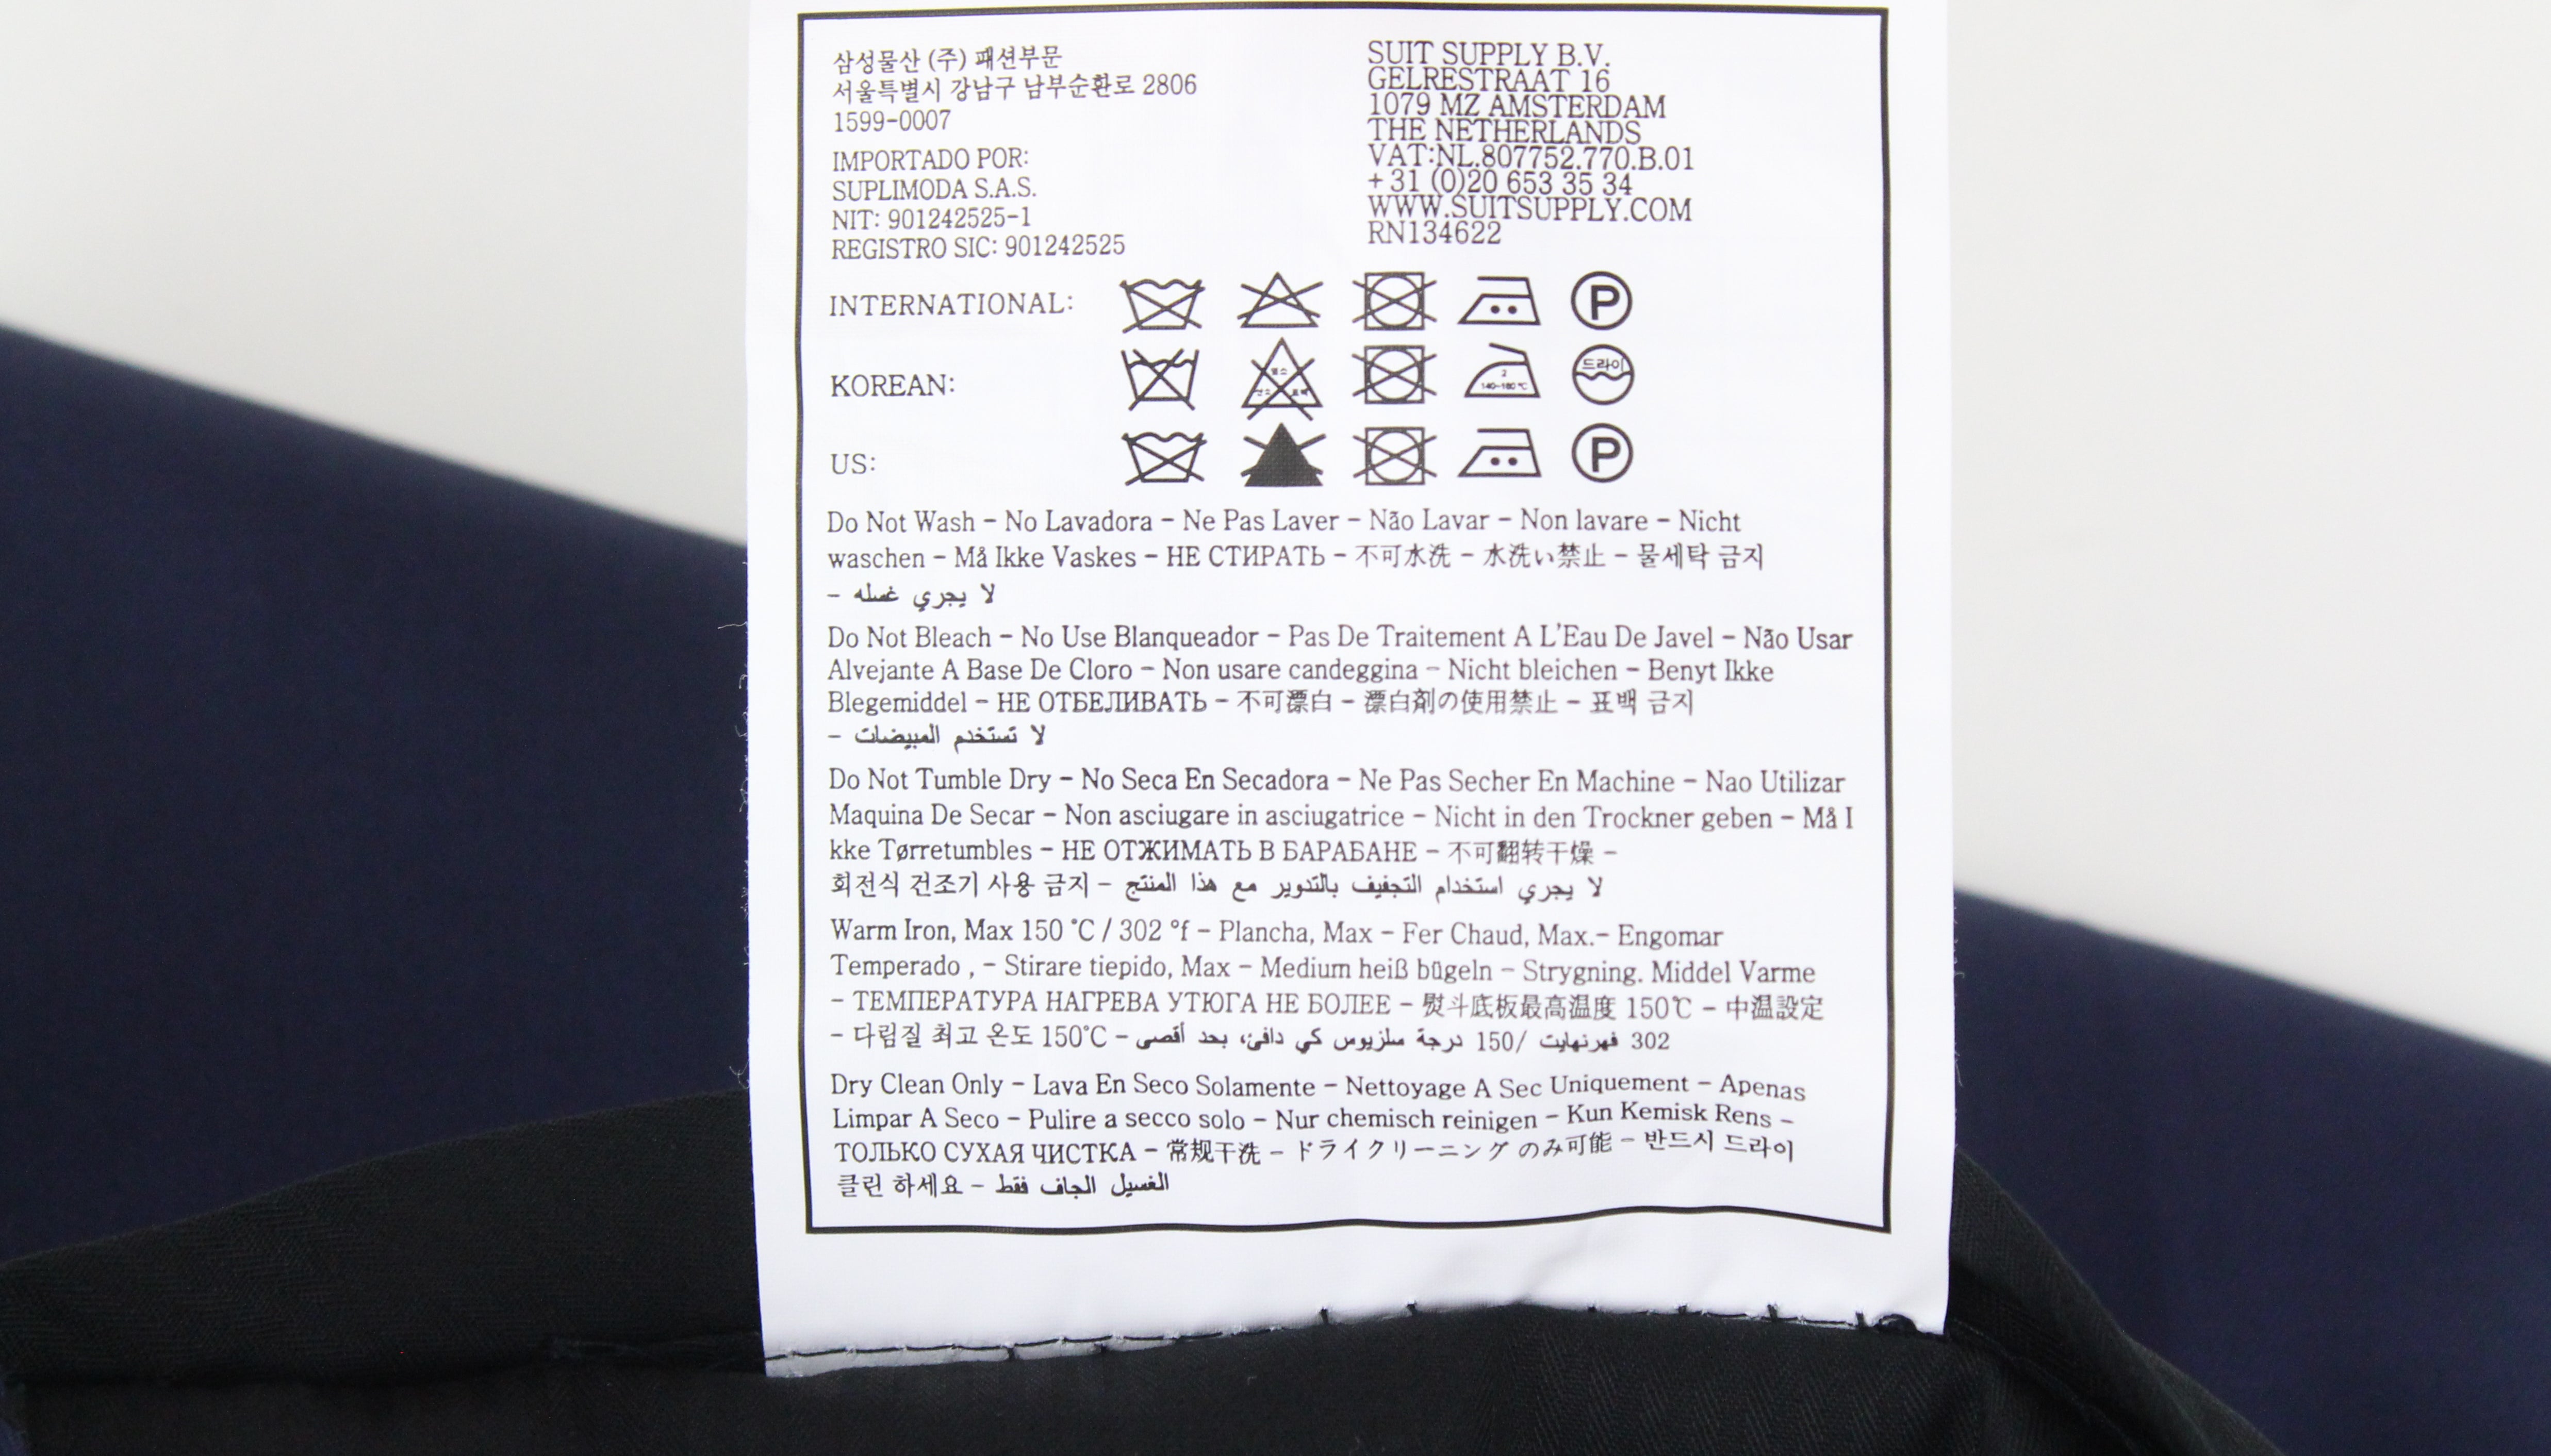 삼성물산 (주) 패션부문
서울특별시 강남구 남부순환로 2806
1599-0007
IMPORTADO POR:
SUPLIMODA S.A.S.
NIT: 901242525-1
REGISTRO SIC: 901242525
SUIT SUPPLY B.V.
GELRESTRAAT 16
1079 MZ AMSTERDAM
THE NETHERLANDS
VAT:NL.807752.770.B.01
+31 (0)20 653 35 34
WWW.SUITSUPPLY.COM
RN134622
INTERNATIONAL:
P
KOREAN:
2
140~160 °C
드라이
US:
P
Do Not Wash – No Lavadora – Ne Pas Laver – Não Lavar – Non lavare – Nicht
waschen – Må Ikke Vaskes – НЕ СТИРАТЬ – 不可水洗 – 水洗い禁止 – 물세탁 금지
– لا يجري غسله
Do Not Bleach – No Use Blanqueador – Pas De Traitement A L'Eau De Javel – Não Usar
Alvejante A Base De Cloro – Non usare candeggina – Nicht bleichen – Benyt Ikke
Blegemiddel – НЕ ОТБЕЛИВАТЬ – 不可漂白 – 漂白剤の使用禁止 – 표백 금지
– لا تستخدم المبيضات
Do Not Tumble Dry – No Seca En Secadora – Ne Pas Secher En Machine – Nao Utilizar
Maquina De Secar – Non asciugare in asciugatrice – Nicht in den Trockner geben – Må I
kke Tørretumbles – НЕ ОТЖИМАТЬ В БАРАБАНЕ – 不可翻转干燥 –
회전식 건조기 사용 금지 – لا يجري استخدام التجفيف بالتدوير مع هذا المنتج
Warm Iron, Max 150 °C / 302 °f – Plancha, Max – Fer Chaud, Max.– Engomar
Temperado , – Stirare tiepido, Max – Medium heiß bügeln – Strygning. Middel Varme
– ТЕМПЕРАТУРА НАГРЕВА УТЮГА НЕ БОЛЕЕ – 熨斗底板最高温度 150℃ – 中温設定
– 다림질 최고 온도 150°C – 302 فهرنهايت /150 درجة سلزيوس كي دافئ، بحد أقصى
Dry Clean Only – Lava En Seco Solamente – Nettoyage A Sec Uniquement – Apenas
Limpar A Seco – Pulire a secco solo – Nur chemisch reinigen – Kun Kemisk Rens –
ТОЛЬКО СУХАЯ ЧИСТКА – 常规干洗 – ドライクリーニング のみ可能 – 반드시 드라이
클린 하세요 – الغسيل الجاف فقط